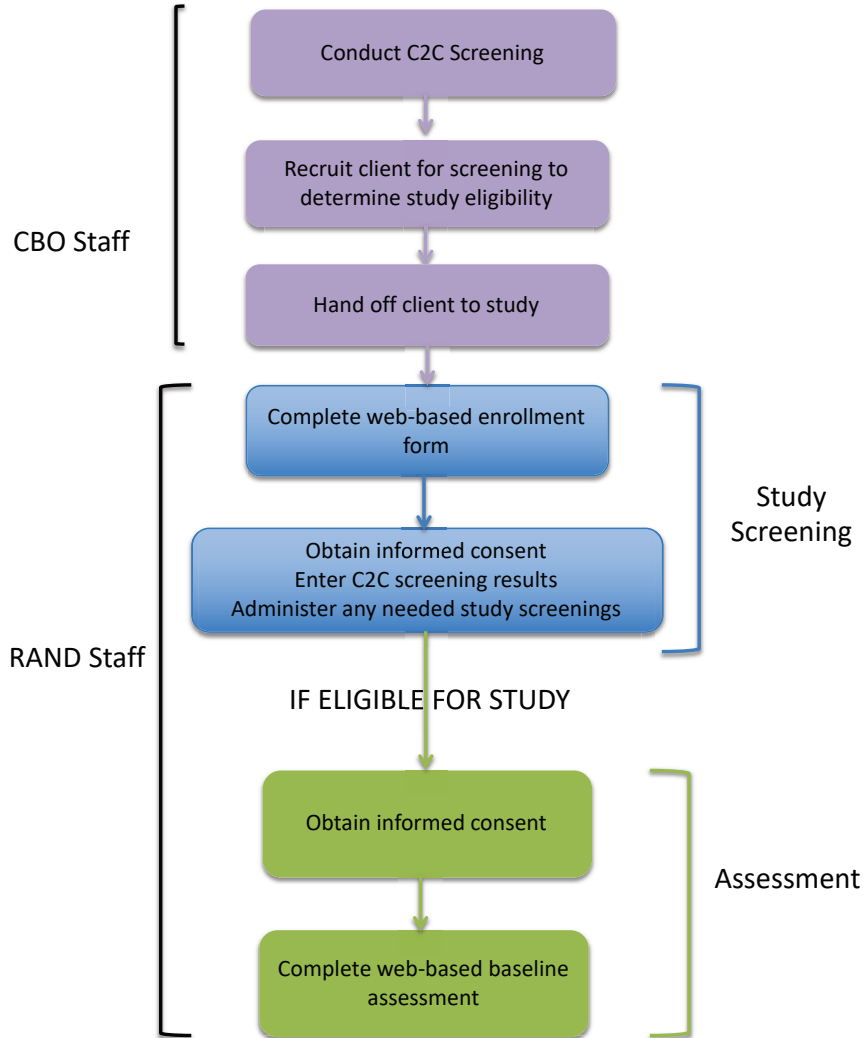 Conduct C2C Screening
Recruit client for screening to
determine study eligibility
CBO Staff
Hand off client to study
Complete web-based enrollment
form
Study
Screening
Obtain informed consent
Enter C2C screening results
Administer any needed study screenings
RAND Staff
IF ELIGIBLE FOR STUDY
Obtain informed consent
Assessment
Complete web-based baseline
assessment